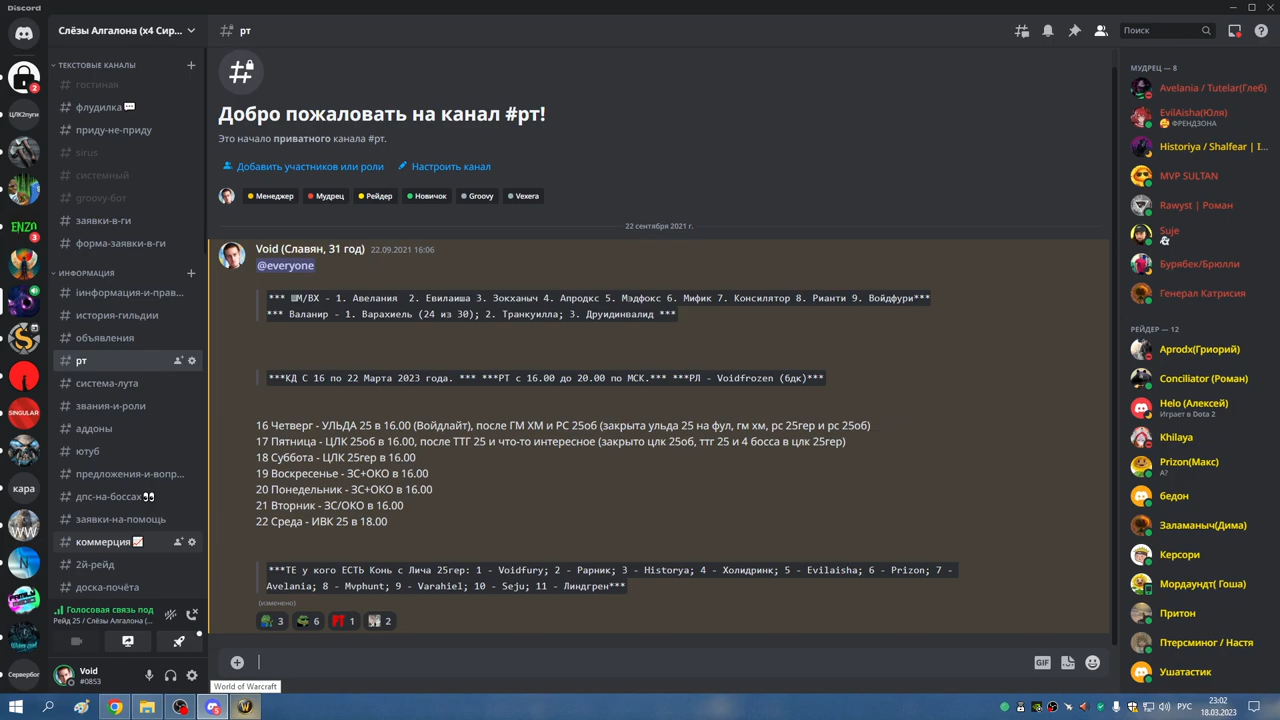 Discord
Слёзы Алгалона (x4 Сир...
рт
Поиск
ТЕКСТОВЫЕ КАНАЛЫ
гостиная
флудилка
приду-не-приду
sirus
системный
groovy-бот
заявки-в-ги
форма-заявки-в-ги
ИНФОРМАЦИЯ
іинформация-и-прав...
история-гильдии
объявления
рт
система-лута
звания-и-роли
аддоны
ютуб
предложения-и-вопр...
дпс-на-боссах
заявки-на-помощь
коммерция
2й-рейд
доска-почёта
Голосовая связь под
Рейд 25 / Слёзы Алгалона (...
Void
#0853
2
ЦЛК2пуги
ENZO
3
SINGULAR
кара
WW
Сервербог
Добро пожаловать на канал #рт!
Это начало приватного канала #рт.
Добавить участников или роли
Настроить канал
Менеджер
Мудрец
Рейдер
Новичок
Groovy
Vexera
22 сентября 2021 г.
Void (Славян, 31 год) 22.09.2021 16:06
@everyone
М/ВХ - 1. Авелания 2. Евилаиша 3. Зокханыч 4. Апродкс 5. Мэдфокс 6. Мифик 7. Консилятор 8. Рианти 9. Войдфури***
*** Валанир - 1. Варахиель (24 из 30); 2. Транкуилла; 3. Друидинвалид ***
***КД С 16 по 22 Марта 2023 года. *** ***РТ с 16.00 до 20.00 по МСК.*** ***РЛ - Voidfrozen (бдк)***
16 Четверг - УЛЬДА 25 в 16.00 (Войдлайт), после ГМ ХМ и РС 25об (закрыта ульда 25 на фул, гм хм, рс 25гер и рс 25об)
17 Пятница - ЦЛК 25об в 16.00, после ТТГ 25 и что-то интересное (закрыто цлк 25об, ттг 25 и 4 босса в цлк 25гер)
18 Суббота - ЦЛК 25гер в 16.00
19 Воскресенье - ЗС+ОКО в 16.00
20 Понедельник - ЗС+ОКО в 16.00
21 Вторник - ЗС/ОКО в 16.00
22 Среда - ИВК 25 в 18.00
***ТЕ у кого ЕСТЬ Конь с Лича 25гер: 1 - Voidfury; 2 - Рарник; 3 - Historya; 4 - Холидринк; 5 - Evilaisha; 6 - Prizon; 7 -
Avelania; 8 - Mvphunt; 9 - Varahiel; 10 - Seju; 11 - Линдгрен***
(изменено)
3
6
1
2
GIF
World of Warcraft
МУДРЕЦ — 8
Avelania / Tutelar(Глеб)
EvilAisha(Юля)
ФРЕНДЗОНА
Historiya / Shalfear | I...
MVP SULTAN
Rawyst | Роман
Suje
Бурябек/Брюлли
Генерал Катрисия
РЕЙДЕР — 12
Aprodx(Гриорий)
Conciliator (Роман)
Helo (Алексей)
Играет в Dota 2
Khilaya
Prizon(Макс)
А?
бедон
Заламаныч(Дима)
Керсори
Мордаундт( Гоша)
Притон
Птерсминог / Настя
Ушатастик
РУС
23:02
18.03.2023